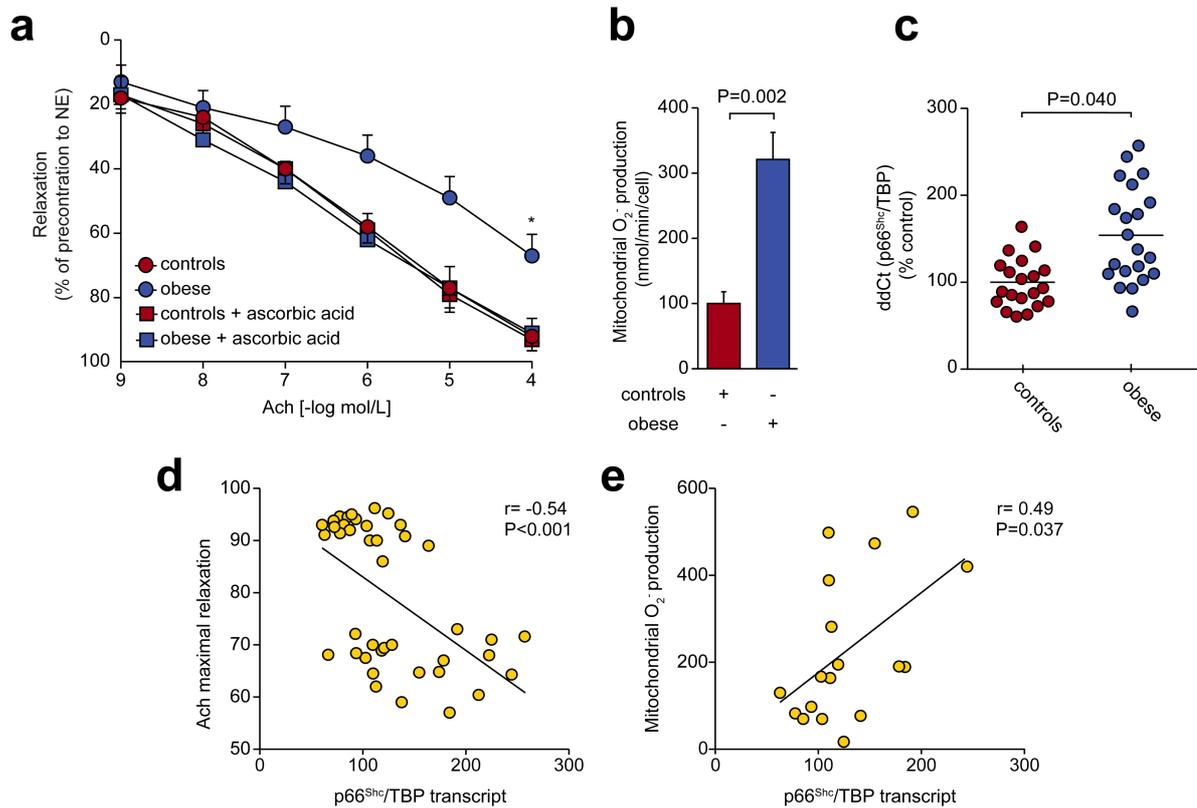 a
0
20
40
60
80
100
Relaxation
(% of precontration to NE)
controls
obese
controls + ascorbic acid
obese + ascorbic acid
9 8 7 6 5 4
*
Ach [-log mol/L]
b
P=0.002
400
300
200
100
0
Mitochondrial O₂⁻ production
(nmol/min/cell)
controls + -
obese - +
c
P=0.040
300
200
100
0
ddCt (p66ˢʰᶜ/TBP)
(% control)
controls
obese
d
100
90
80
70
60
50
Ach maximal relaxation
r= -0.54
P<0.001
0 100 200 300
p66ˢʰᶜ/TBP transcript
e
600
400
200
0
Mitochondrial O₂⁻ production
r= 0.49
P=0.037
0 100 200 300
p66ˢʰᶜ/TBP transcript